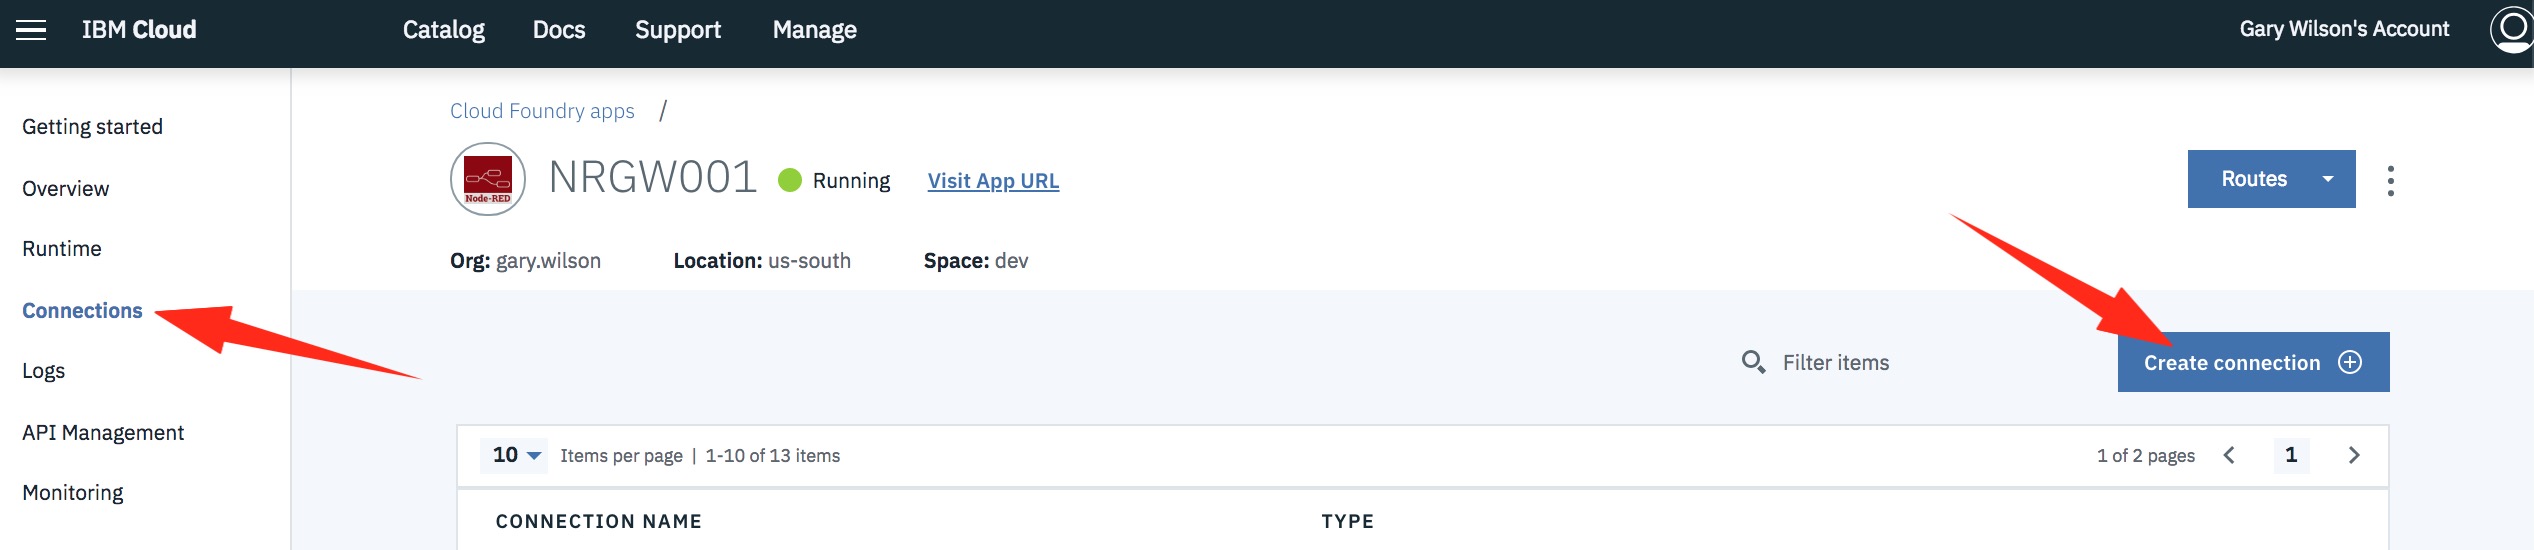 IBM Cloud Catalog Docs Support Manage Gary Wilson's Account
Getting started
Overview
Runtime
Connections
Logs
API Management
Monitoring
Cloud Foundry apps /
Node-RED
NRGW001 Running Visit App URL
Routes
Org: gary.wilson Location: us-south Space: dev
Filter items
Create connection
10 Items per page | 1-10 of 13 items 1 of 2 pages 1
CONNECTION NAME TYPE